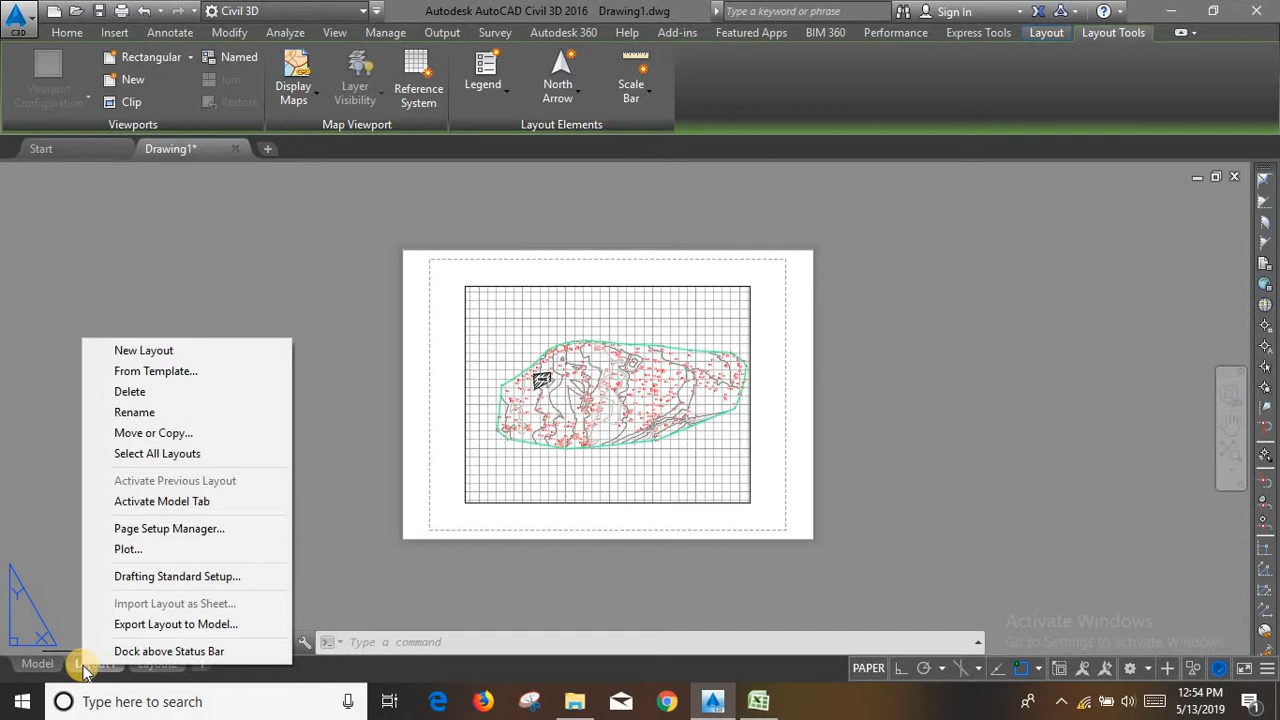 C3D
Civil 3D
Autodesk AutoCAD Civil 3D 2016 Drawing1.dwg
Type a keyword or phrase
Sign In
Home Insert Annotate Modify Analyze View Manage Output Survey Autodesk 360 Help Add-ins Featured Apps BIM 360 Performance Express Tools Layout Layout Tools
Viewport Configuration
Rectangular
New
Clip
Named
Join
Restore
Display Maps
Layer Visibility
Reference System
Legend
North Arrow
Scale Bar
Viewports
Map Viewport
Layout Elements
Start
Drawing1*
New Layout
From Template...
Delete
Rename
Move or Copy...
Select All Layouts
Activate Previous Layout
Activate Model Tab
Page Setup Manager...
Plot...
Drafting Standard Setup...
Import Layout as Sheet...
Export Layout to Model...
Dock above Status Bar
Y
X
Type a command
Activate Windows
Go to Settings to activate Windows.
Model
PAPER
Type here to search
12:54 PM
5/13/2019